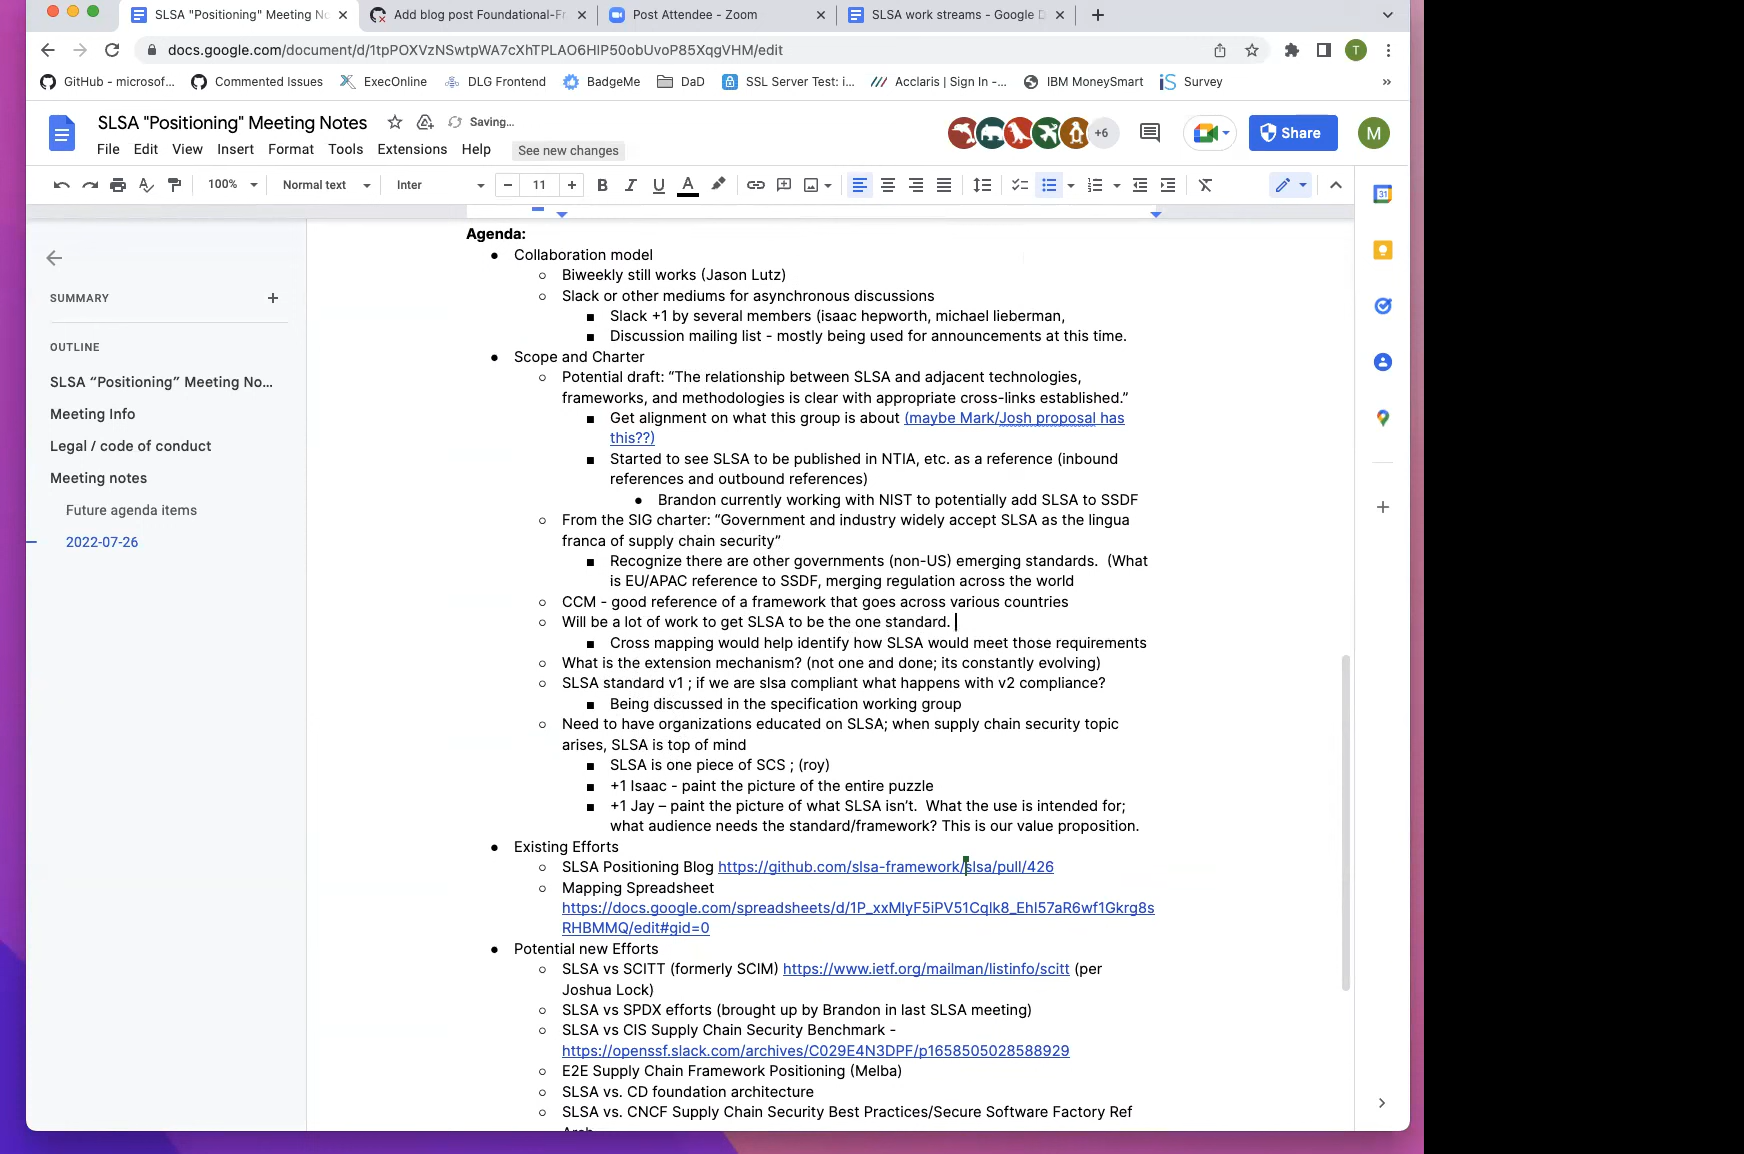 SLSA "Positioning" Meeting No
Add blog post Foundational-Fr
Post Attendee - Zoom
SLSA work streams - Google D
docs.google.com/document/d/1tpPOXVzNSwtpWA7cXhTPLAO6HIP50obUvoP85XqgVHM/edit
T
GitHub - microsof...
Commented Issues
ExecOnline
DLG Frontend
BadgeMe
DaD
SSL Server Test: i...
Acclaris | Sign In -...
IBM MoneySmart
iS Survey
»
SLSA "Positioning" Meeting Notes
Saving...
+6
Share
M
File Edit View Insert Format Tools Extensions Help
See new changes
100%
Normal text
Inter
11
B I U A
31
SUMMARY
OUTLINE
SLSA “Positioning” Meeting No...
Meeting Info
Legal / code of conduct
Meeting notes
Future agenda items
2022-07-26
Agenda:
● Collaboration model
○ Biweekly still works (Jason Lutz)
○ Slack or other mediums for asynchronous discussions
■ Slack +1 by several members (isaac hepworth, michael lieberman,
■ Discussion mailing list - mostly being used for announcements at this time.
● Scope and Charter
○ Potential draft: “The relationship between SLSA and adjacent technologies,
frameworks, and methodologies is clear with appropriate cross-links established.”
■ Get alignment on what this group is about (maybe Mark/Josh proposal has
this??)
■ Started to see SLSA to be published in NTIA, etc. as a reference (inbound
references and outbound references)
● Brandon currently working with NIST to potentially add SLSA to SSDF
○ From the SIG charter: “Government and industry widely accept SLSA as the lingua
franca of supply chain security”
■ Recognize there are other governments (non-US) emerging standards.  (What
is EU/APAC reference to SSDF, merging regulation across the world
○ CCM - good reference of a framework that goes across various countries
○ Will be a lot of work to get SLSA to be the one standard.
■ Cross mapping would help identify how SLSA would meet those requirements
○ What is the extension mechanism? (not one and done; its constantly evolving)
○ SLSA standard v1 ; if we are slsa compliant what happens with v2 compliance?
■ Being discussed in the specification working group
○ Need to have organizations educated on SLSA; when supply chain security topic
arises, SLSA is top of mind
■ SLSA is one piece of SCS ; (roy)
■ +1 Isaac - paint the picture of the entire puzzle
■ +1 Jay – paint the picture of what SLSA isn’t.  What the use is intended for;
what audience needs the standard/framework? This is our value proposition.
● Existing Efforts
○ SLSA Positioning Blog https://github.com/slsa-framework/slsa/pull/426
○ Mapping Spreadsheet
https://docs.google.com/spreadsheets/d/1P_xxMlyF5iPV51Cqlk8_Ehl57aR6wf1Gkrg8s
RHBMMQ/edit#gid=0
● Potential new Efforts
○ SLSA vs SCITT (formerly SCIM) https://www.ietf.org/mailman/listinfo/scitt (per
Joshua Lock)
○ SLSA vs SPDX efforts (brought up by Brandon in last SLSA meeting)
○ SLSA vs CIS Supply Chain Security Benchmark -
https://openssf.slack.com/archives/C029E4N3DPF/p1658505028588929
○ E2E Supply Chain Framework Positioning (Melba)
○ SLSA vs. CD foundation architecture
○ SLSA vs. CNCF Supply Chain Security Best Practices/Secure Software Factory Ref